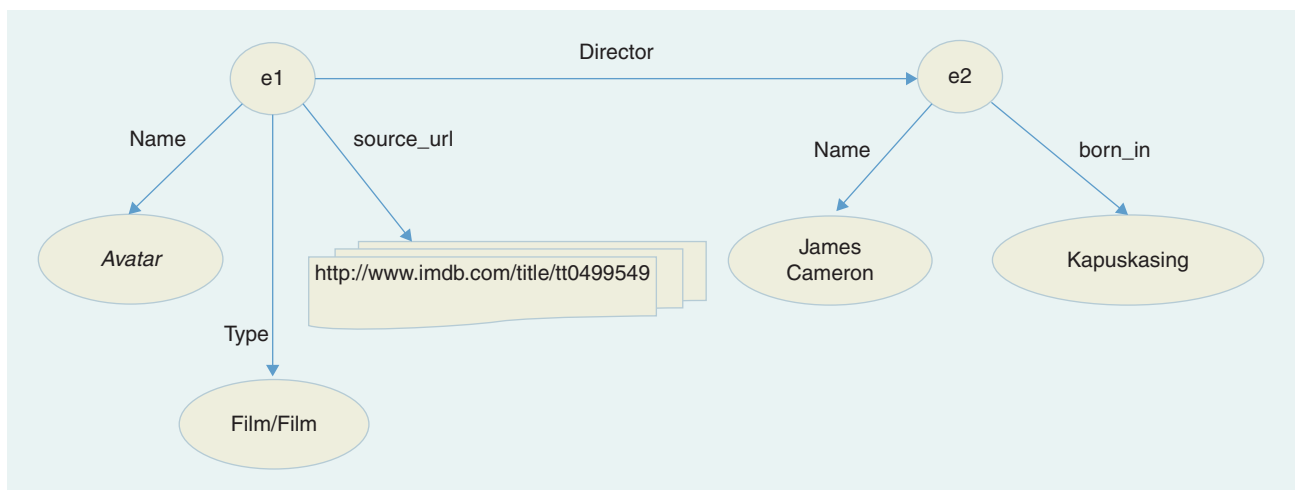 Director
e1
e2
Name
source_url
Name
born_in
Avatar
http://www.imdb.com/title/tt0499549
James
Cameron
Kapuskasing
Type
Film/Film